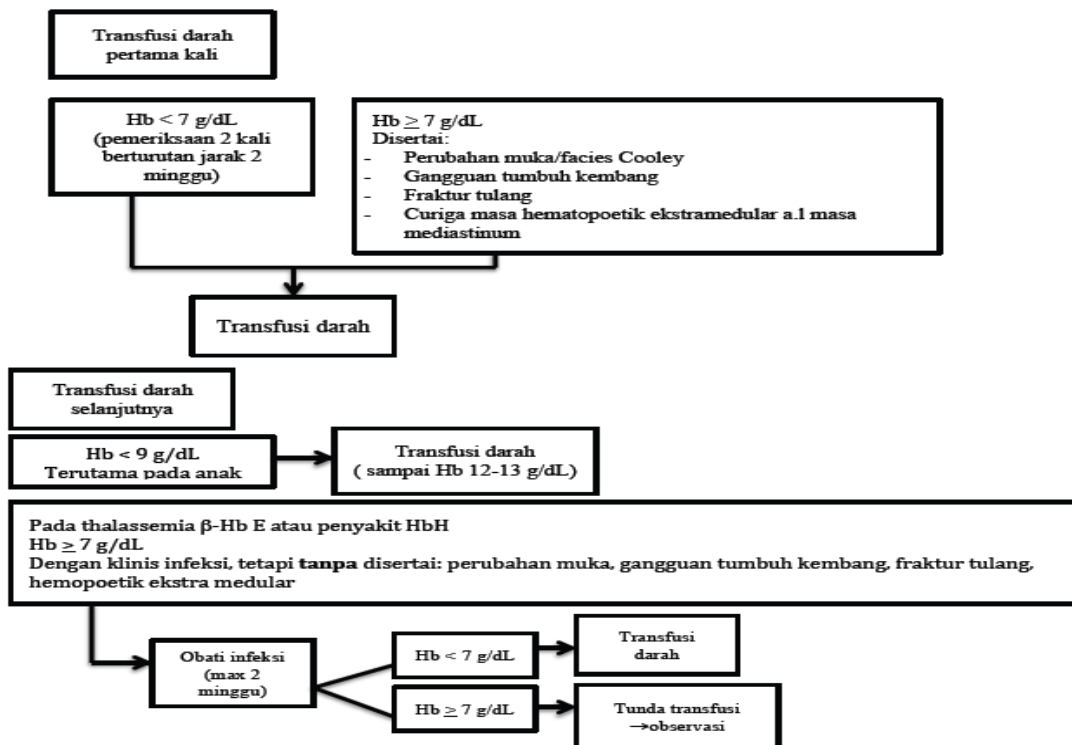 Transfusi darah
pertama kali
Hb < 7 g/dL
(pemeriksaan 2 kali
berturutan jarak 2
minggu)
Hb ≥ 7 g/dL
Disertai:
- Perubahan muka/facies Cooley
- Gangguan tumbuh kembang
- Fraktur tulang
- Curiga masa hematopoetik ekstramedular a.l masa
mediastinum
Transfusi darah
Transfusi darah
selanjutnya
Hb < 9 g/dL
Terutama pada anak
Transfusi darah
( sampai Hb 12-13 g/dL)
Pada thalassemia β-Hb E atau penyakit HbH
Hb ≥ 7 g/dL
Dengan klinis infeksi, tetapi tanpa disertai: perubahan muka, gangguan tumbuh kembang, fraktur tulang,
hemopoetik ekstra medular
Obati infeksi
(max 2
minggu)
Hb < 7 g/dL
Transfusi
darah
Hb ≥ 7 g/dL
Tunda transfusi
→observasi